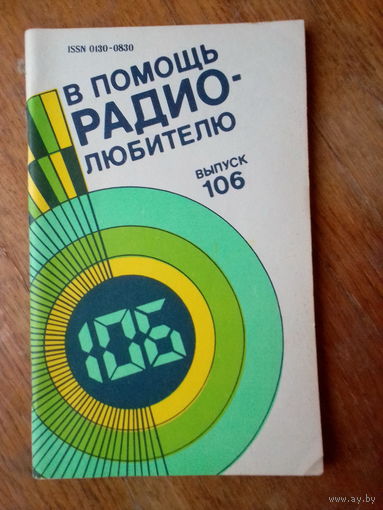 ISSN 0130-0830
В ПОМОЩЬ
РАДИО-
ЛЮБИТЕЛЮ
ВЫПУСК
106
106
www.ay.by